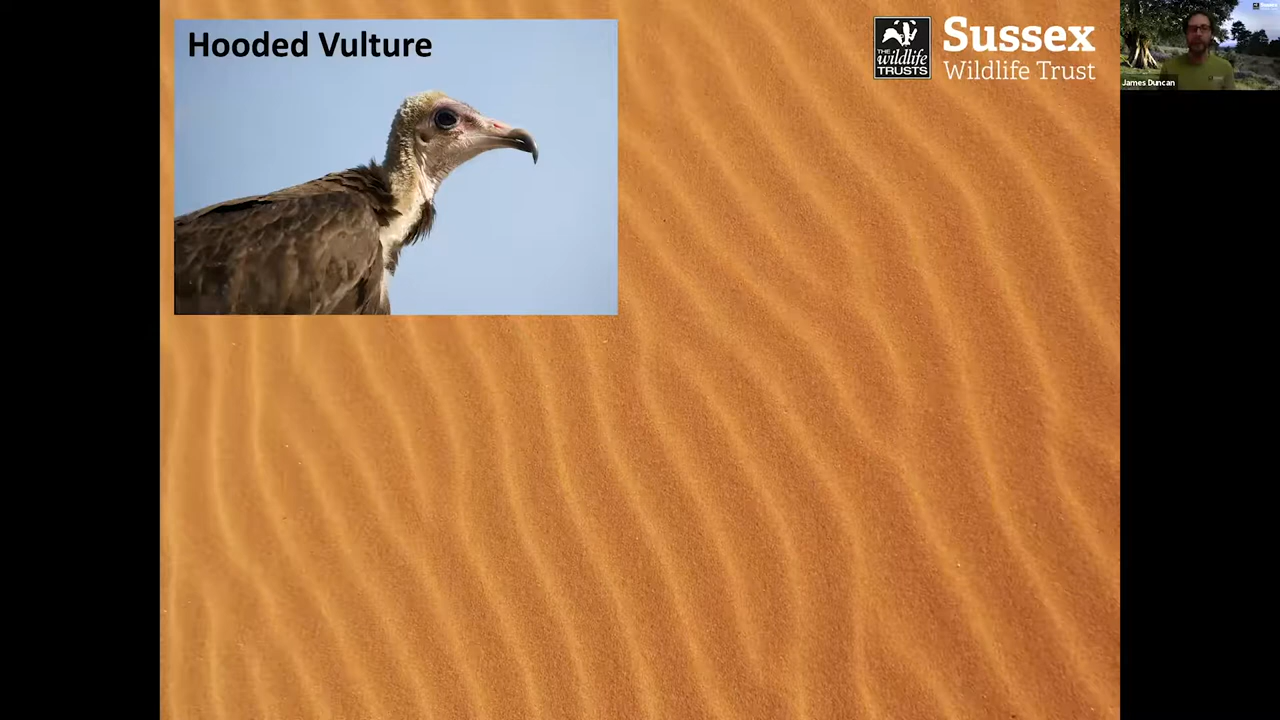 Hooded Vulture
THE
wildlife
TRUSTS
Sussex
Wildlife Trust
James Duncan